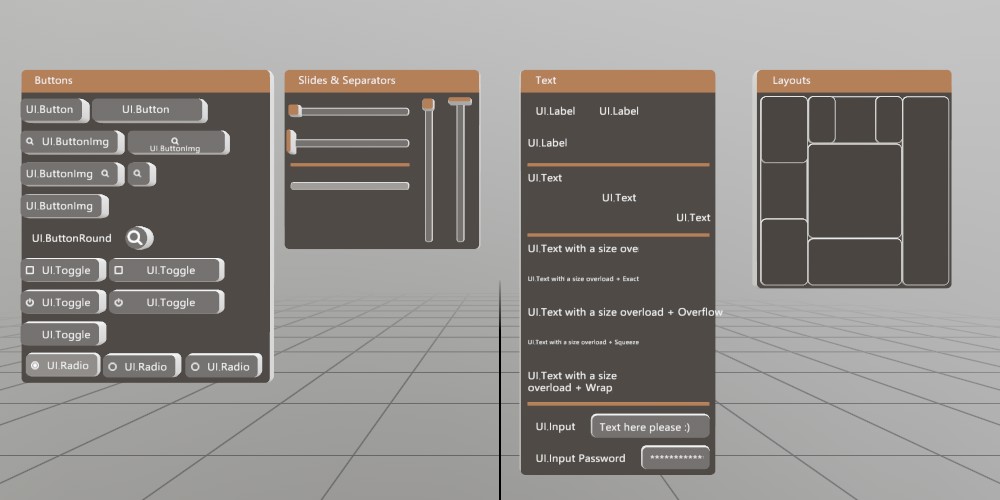 Buttons
UI.Button
UI.Button
UI.ButtonImg
UI.ButtonImg
UI.ButtonImg
UI.ButtonImg
UI.ButtonRound
UI.Toggle
UI.Toggle
UI.Toggle
UI.Toggle
UI.Toggle
UI.Radio
UI.Radio
UI.Radio
Slides & Separators
Text
UI.Label
UI.Label
UI.Label
UI.Text
UI.Text
UI.Text
UI.Text with a size ove
UI.Text with a size overload + Exact
UI.Text with a size overload + Overflow
UI.Text with a size overload + Squeeze
UI.Text with a size
overload + Wrap
UI.Input
Text here please :)
UI.Input Password
***********
Layouts